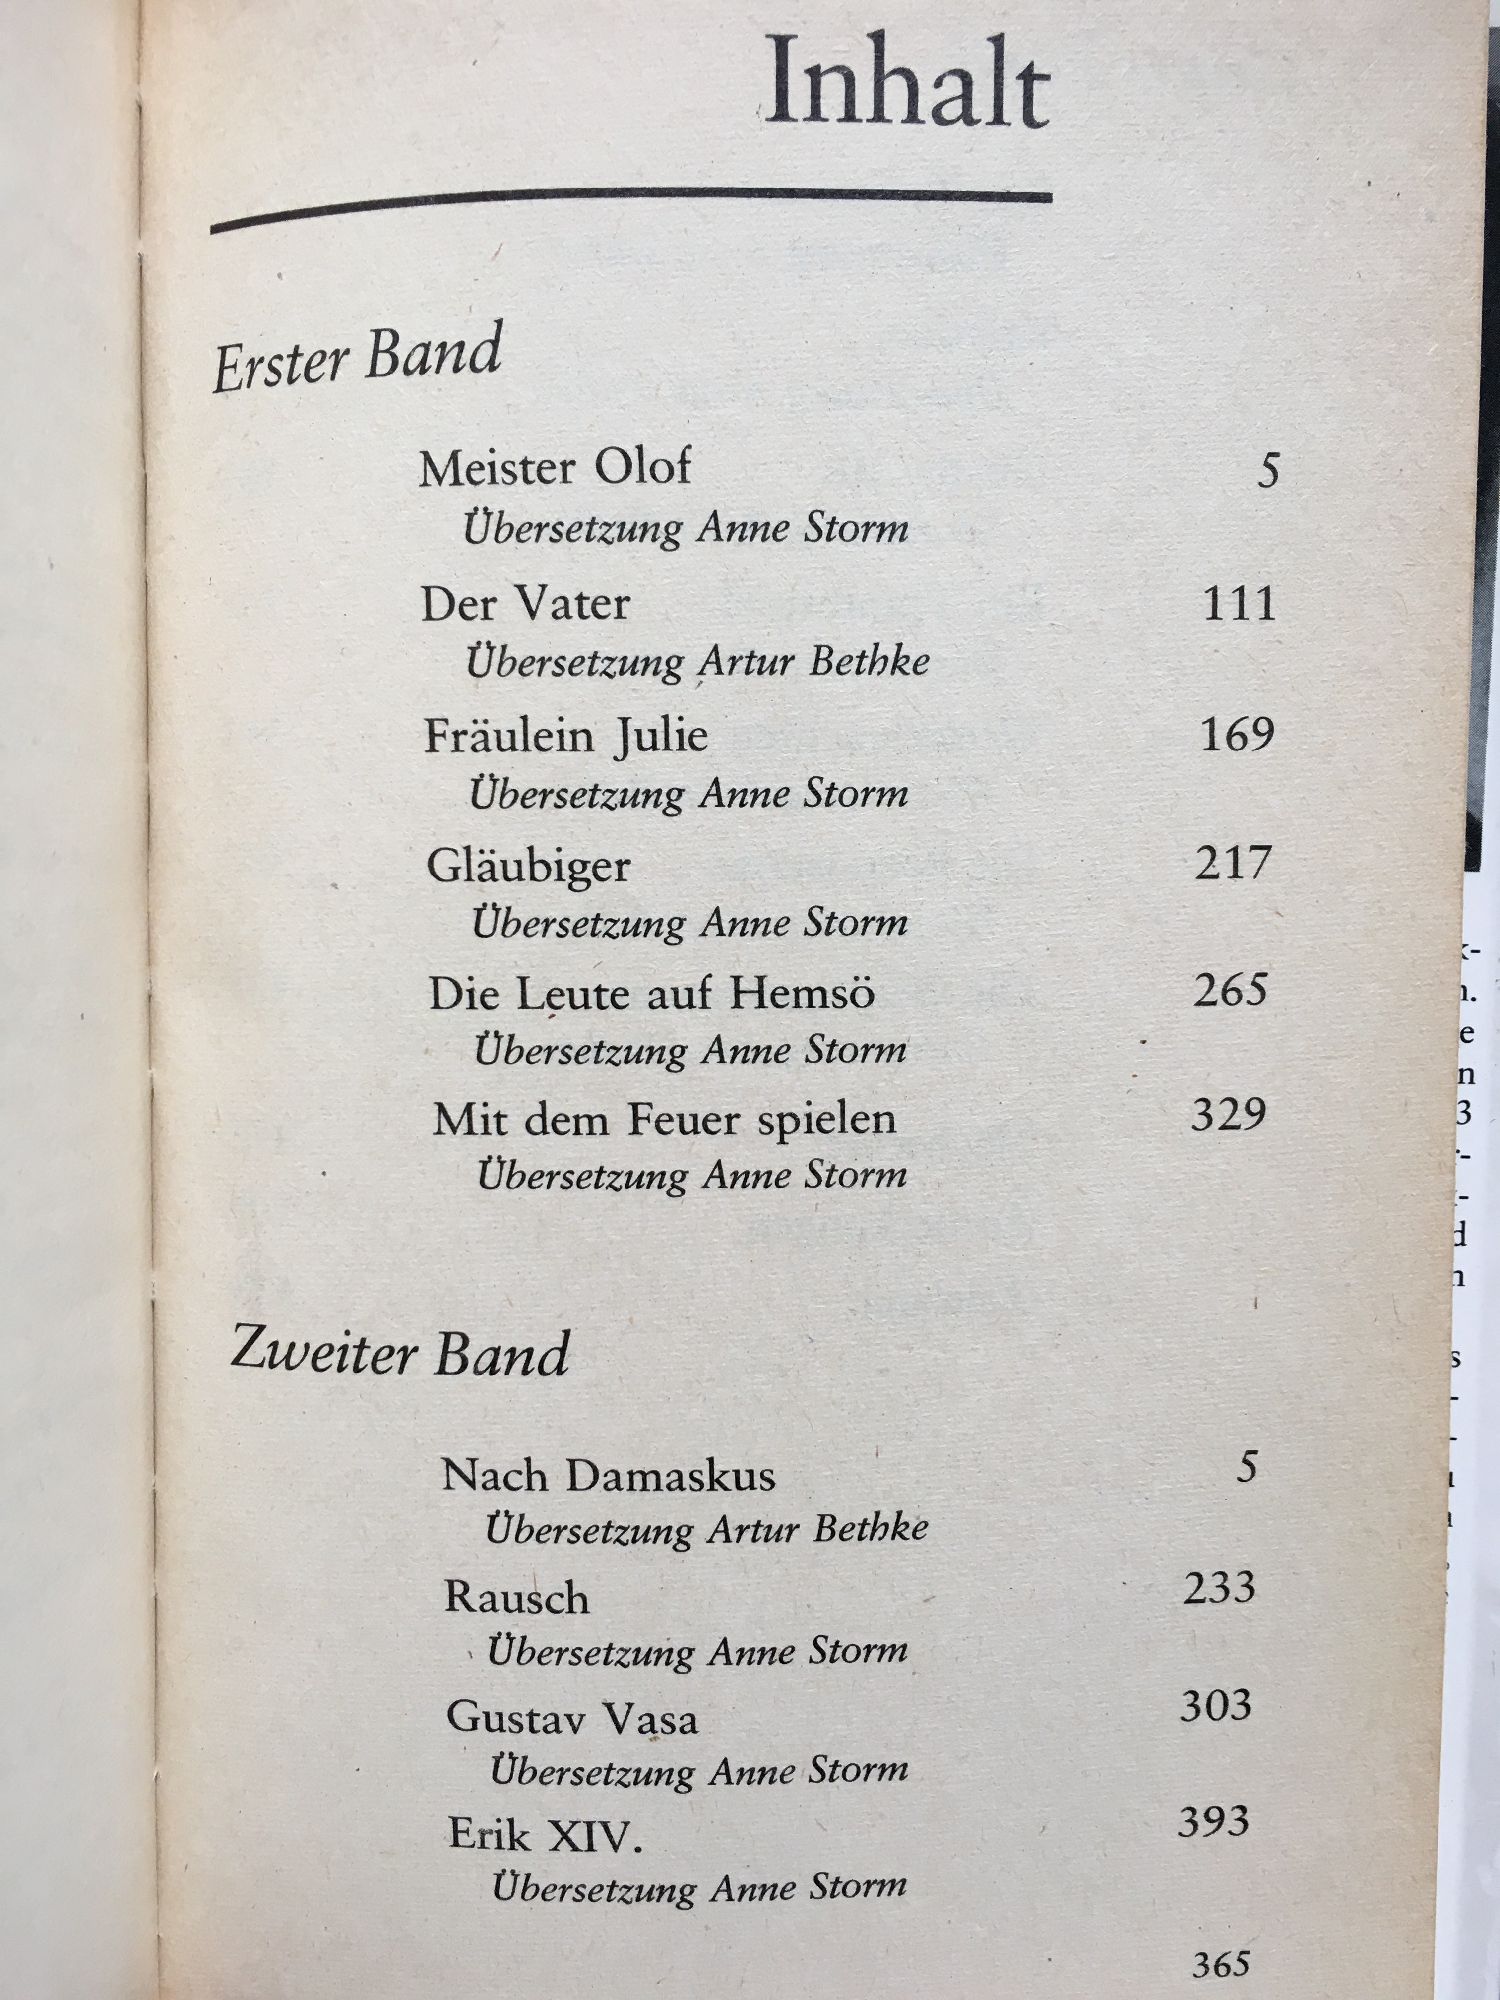 Inhalt
Erster Band
Meister Olof 5
Übersetzung Anne Storm
Der Vater 111
Übersetzung Artur Bethke
Fräulein Julie 169
Übersetzung Anne Storm
Gläubiger 217
Übersetzung Anne Storm
Die Leute auf Hemsö 265
Übersetzung Anne Storm
Mit dem Feuer spielen 329
Übersetzung Anne Storm
Zweiter Band
Nach Damaskus 5
Übersetzung Artur Bethke
Rausch 233
Übersetzung Anne Storm
Gustav Vasa 303
Übersetzung Anne Storm
Erik XIV. 393
Übersetzung Anne Storm
365